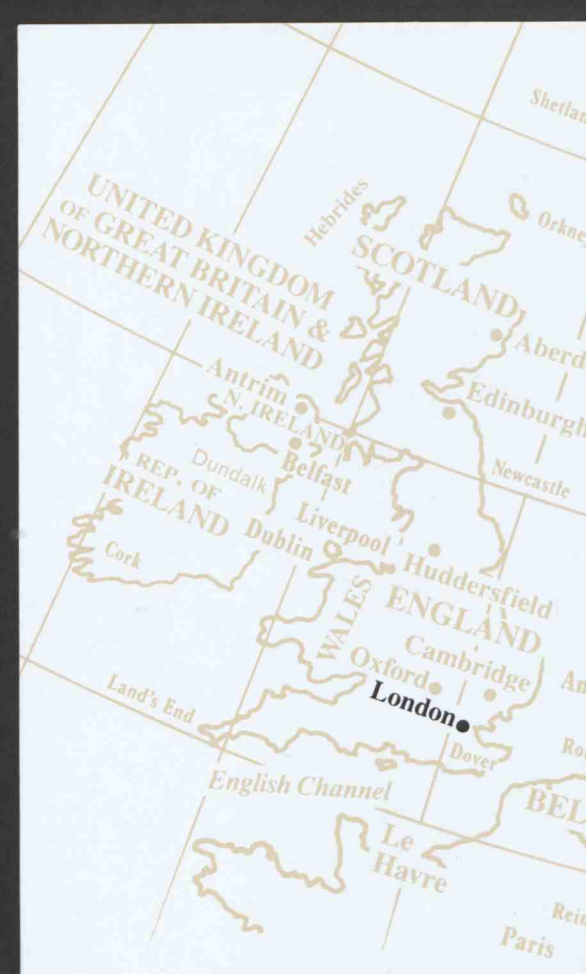 Shetlan
Orkne
Hebrides
UNITED KINGDOM
OF GREAT BRITAIN &
NORTHERN IRELAND
SCOTLAND
Aberd
Edinburgh
Antrim
N. IRELAND
Newcastle
Belfast
Dundalk
REP. OF
IRELAND
Liverpool
Dublin
Cork
Huddersfield
WALES
ENGLAND
Cambridge
Oxford
London
An
Land's End
Dover
Ro
English Channel
BEL
Le
Havre
Rei
Paris